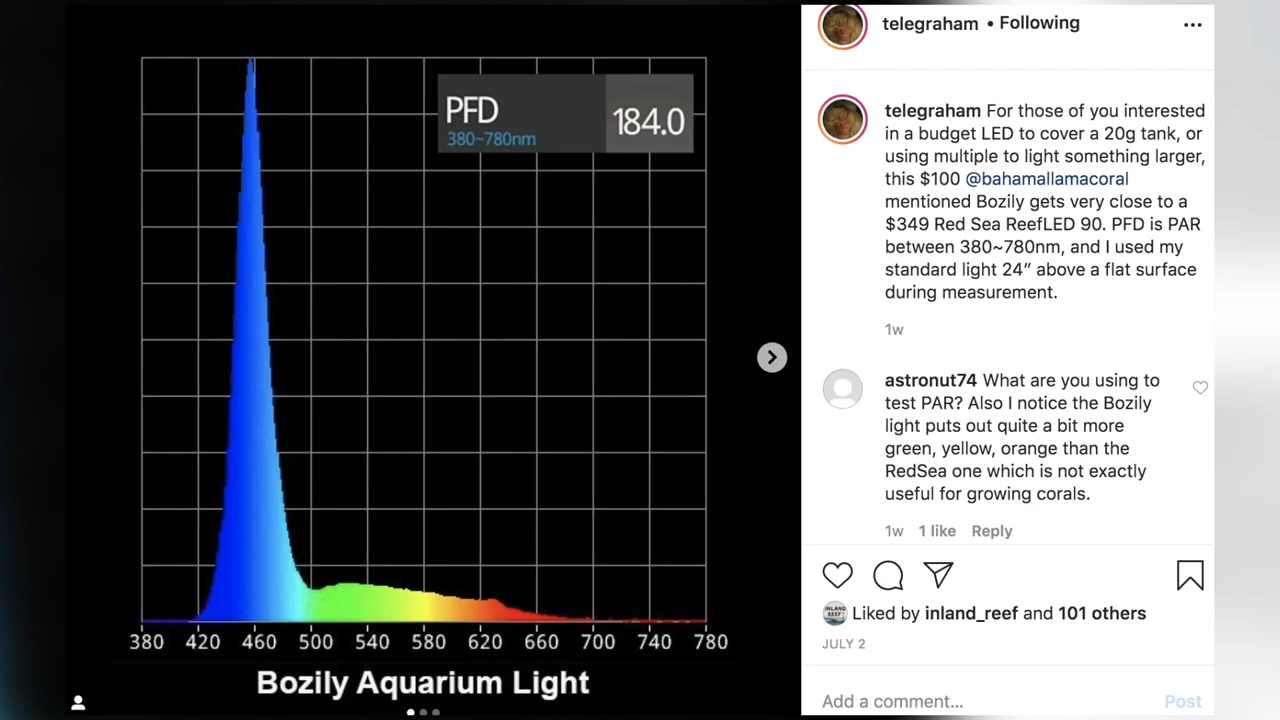 PFD
380~780nm
184.0
380 420 460 500 540 580 620 660 700 740 780
Bozily Aquarium Light
telegraham • Following
telegraham For those of you interested
in a budget LED to cover a 20g tank, or
using multiple to light something larger,
this $100 @bahamallamacoral
mentioned Bozily gets very close to a
$349 Red Sea ReefLED 90. PFD is PAR
between 380~780nm, and I used my
standard light 24” above a flat surface
during measurement.
1w
astronut74 What are you using to
test PAR? Also I notice the Bozily
light puts out quite a bit more
green, yellow, orange than the
RedSea one which is not exactly
useful for growing corals.
1w 1 like Reply
Liked by inland_reef and 101 others
JULY 2
Add a comment... Post